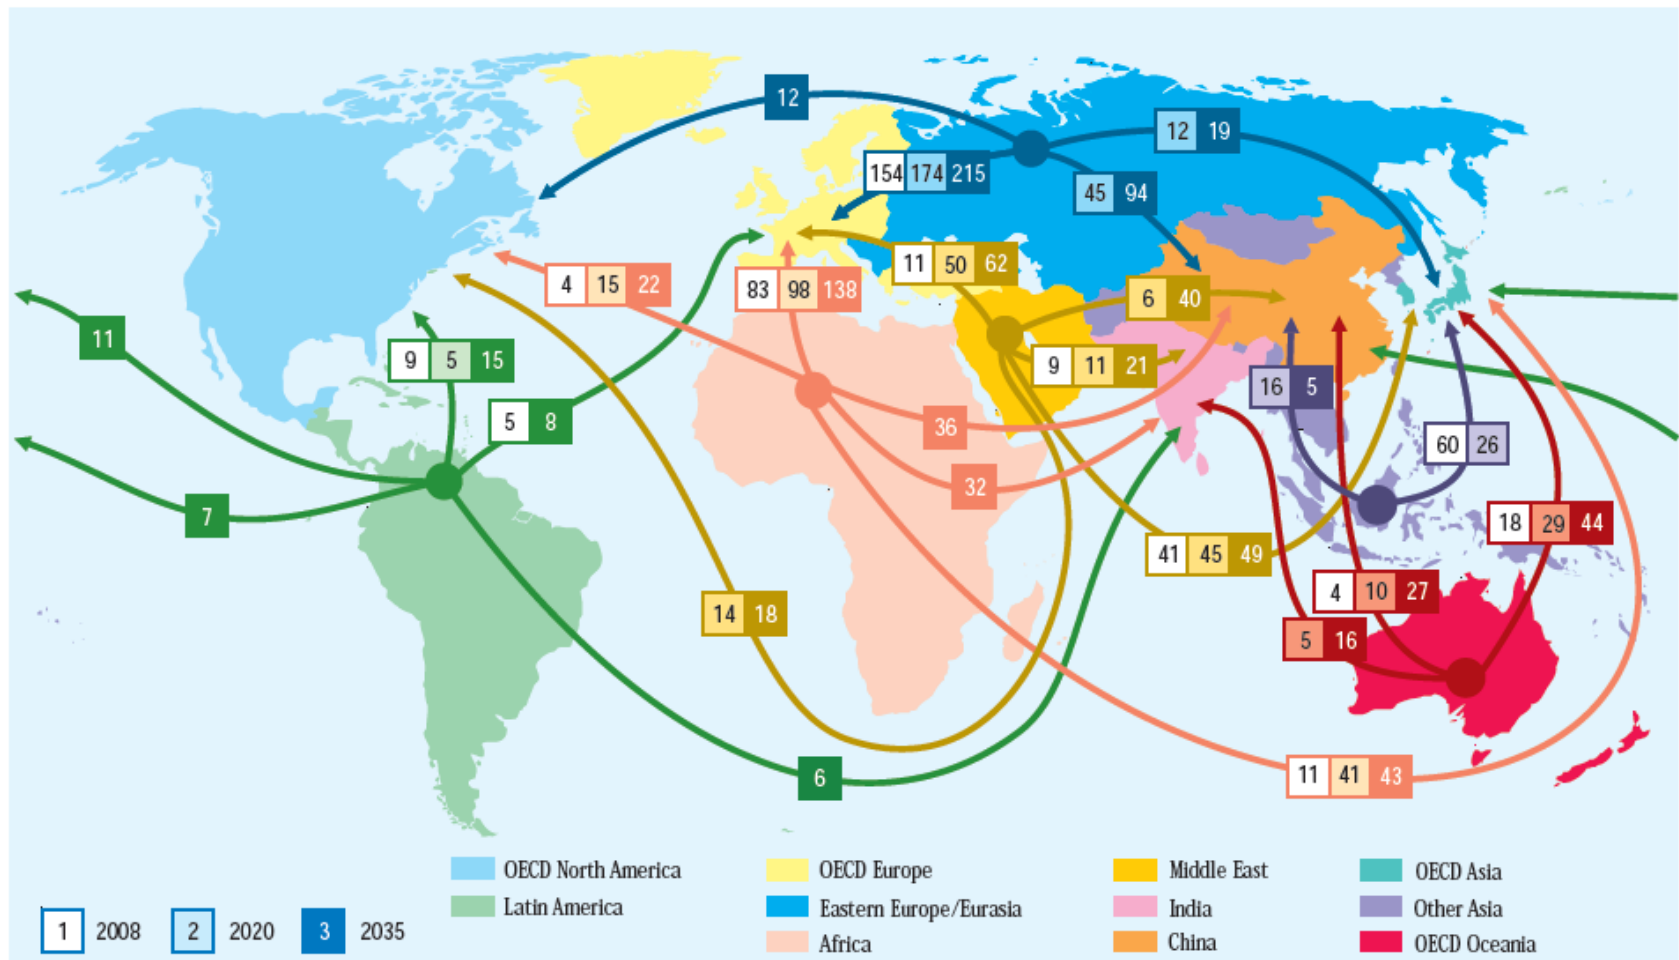 12
12 19
154 174 215
45 94
11 50 62
4 15 22
83 98 138
6 40
11
9 5 15
9 11 21
16 5
5 8
36
60 26
32
7
18 29 44
41 45 49
4 10 27
14 18
5 16
6
11 41 43
OECD North America
OECD Europe
Middle East
OECD Asia
Latin America
Eastern Europe/Eurasia
India
Other Asia
1 2008 2 2020 3 2035
Africa
China
OECD Oceania